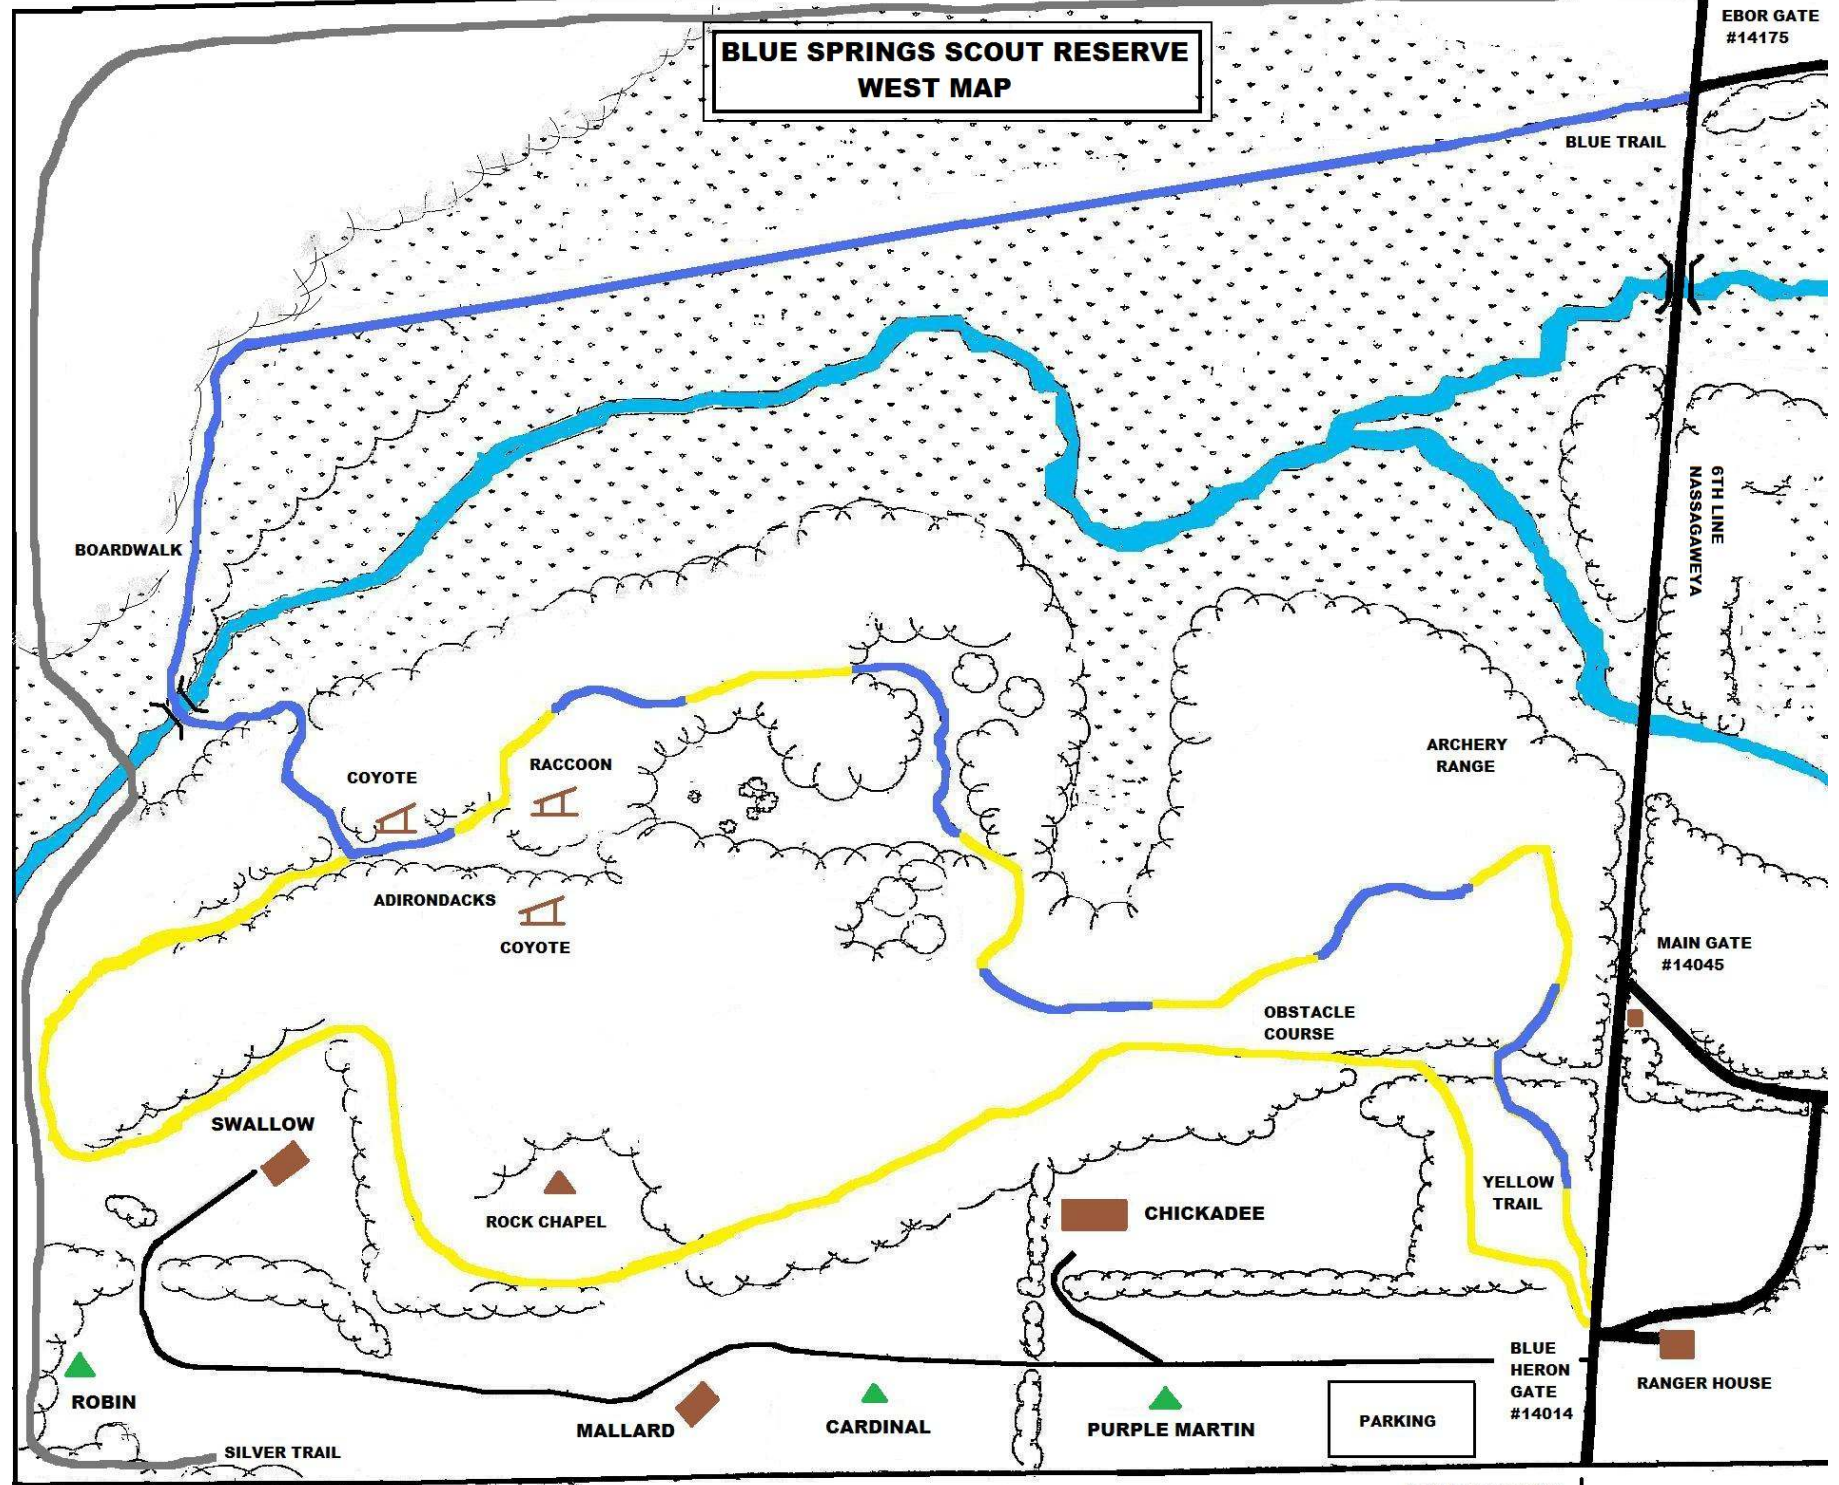 BLUE SPRINGS SCOUT RESERVE
WEST MAP
EBOR GATE
#14175
BLUE TRAIL
6TH LINE
NASSAGAWEYA
BOARDWALK
COYOTE
RACCOON
ARCHERY
RANGE
ADIRONDACKS
COYOTE
MAIN GATE
#14045
OBSTACLE
COURSE
SWALLOW
YELLOW
TRAIL
ROCK CHAPEL
CHICKADEE
BLUE
HERON
GATE
#14014
RANGER HOUSE
ROBIN
MALLARD
CARDINAL
PURPLE MARTIN
PARKING
SILVER TRAIL